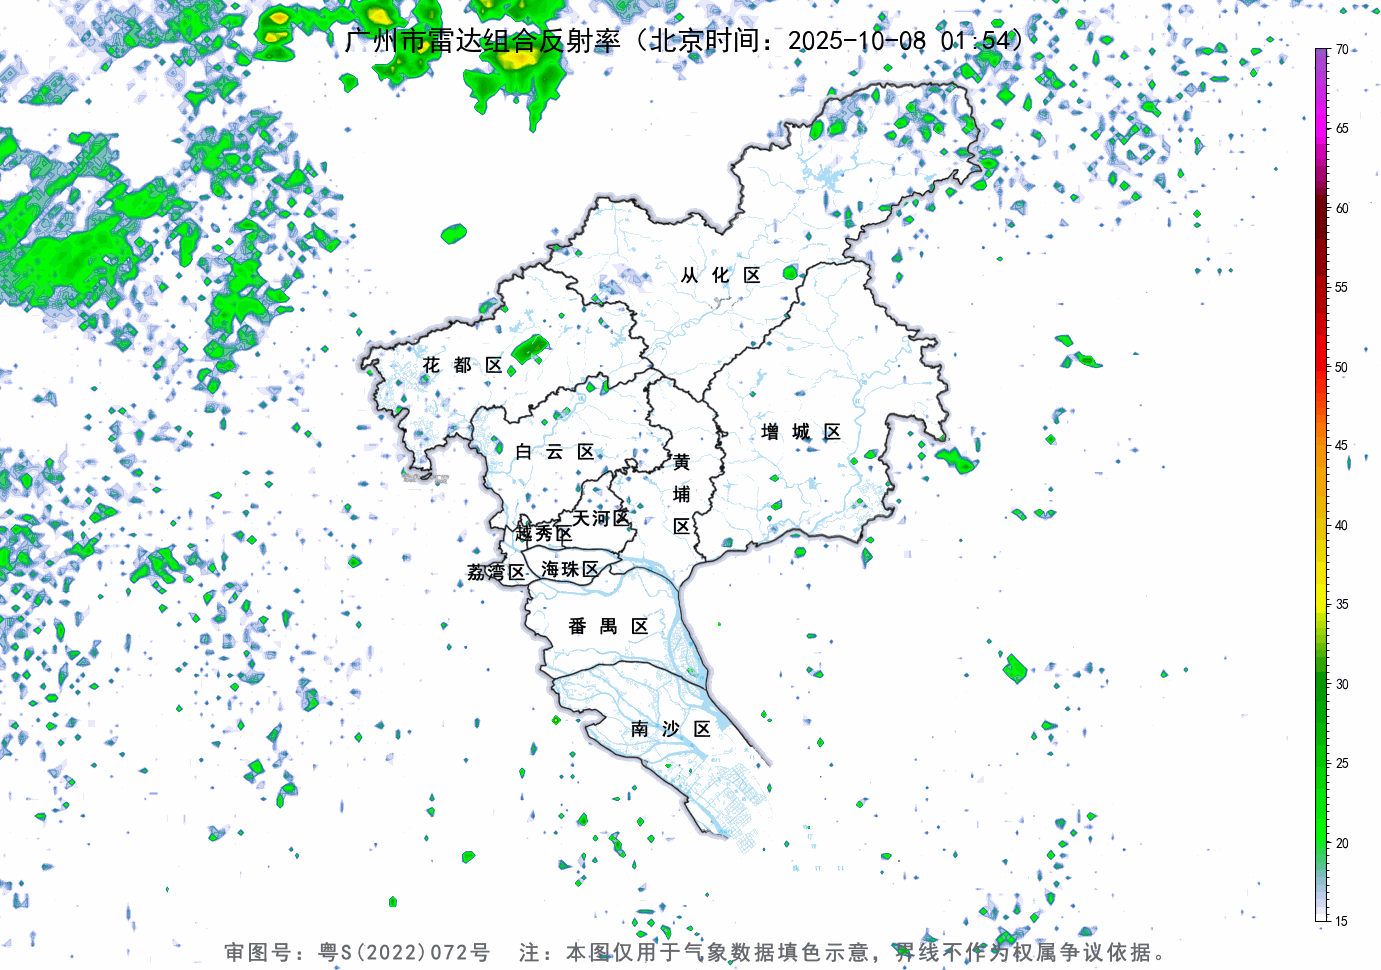 广州市雷达组合反射率（北京时间：2025-10-08 01:54）
70
65
60
55
50
45
40
35
30
25
20
15
从 化 区
花 都 区
增 城 区
白 云 区
黄
埔
区
天河区
越秀区
荔湾区
海珠区
番 禺 区
南 沙 区
审图号：粤S(2022)072号 注：本图仅用于气象数据填色示意，界线不作为权属争议依据。